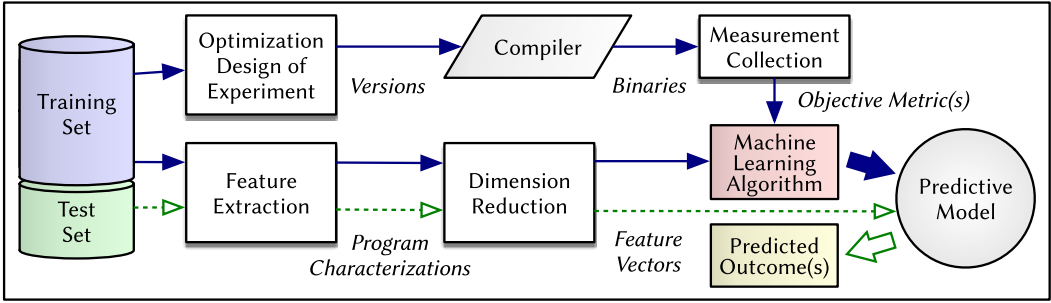 Training
Set
Test
Set
Optimization
Design of
Experiment
Versions
Compiler
Binaries
Measurement
Collection
Objective Metric(s)
Feature
Extraction
Program
Characterizations
Dimension
Reduction
Feature
Vectors
Machine
Learning
Algorithm
Predictive
Model
Predicted
Outcome(s)